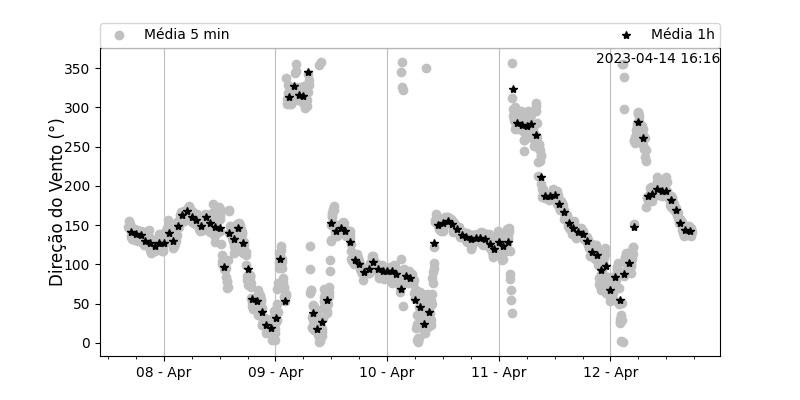 Média 5 min
Média 1h
2023-04-14 16:16
Direção do Vento (°)
350
300
250
200
150
100
50
0
08 - Apr
09 - Apr
10 - Apr
11 - Apr
12 - Apr